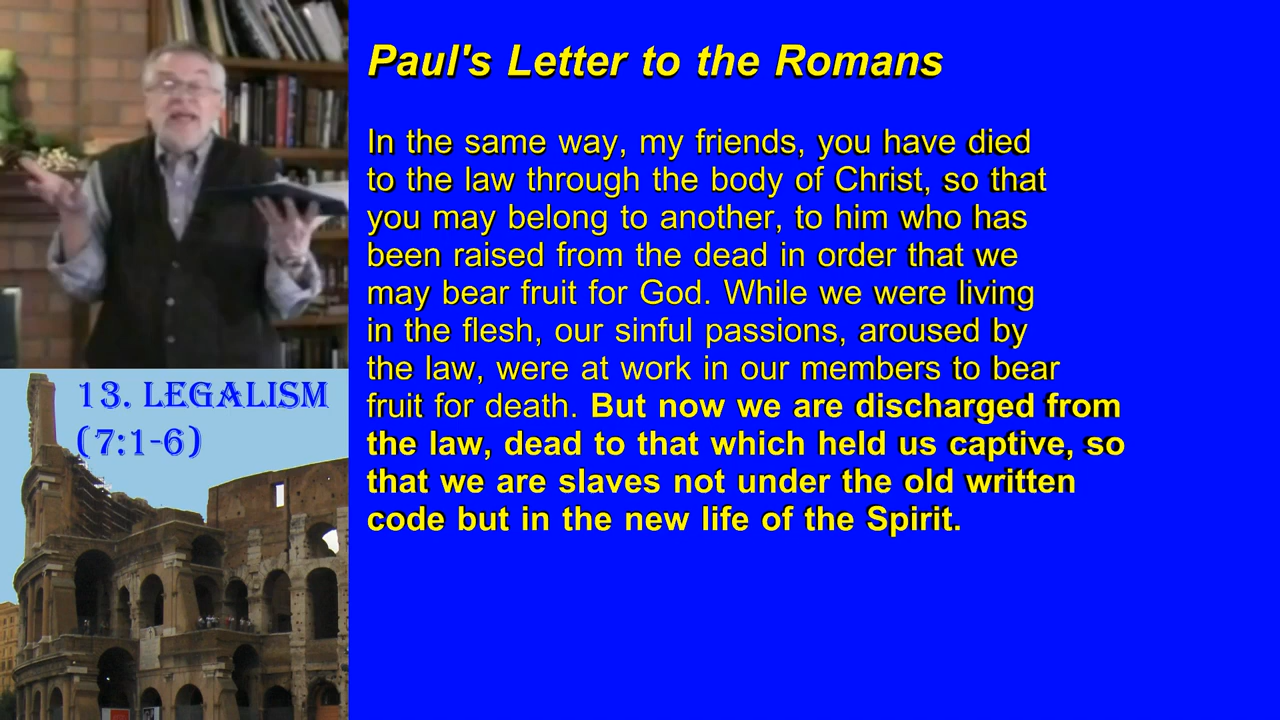 Paul's Letter to the Romans
In the same way, my friends, you have died
to the law through the body of Christ, so that
you may belong to another, to him who has
been raised from the dead in order that we
may bear fruit for God. While we were living
in the flesh, our sinful passions, aroused by
the law, were at work in our members to bear
fruit for death. But now we are discharged from
the law, dead to that which held us captive, so
that we are slaves not under the old written
code but in the new life of the Spirit.
13. LEGALISM
(7:1-6)